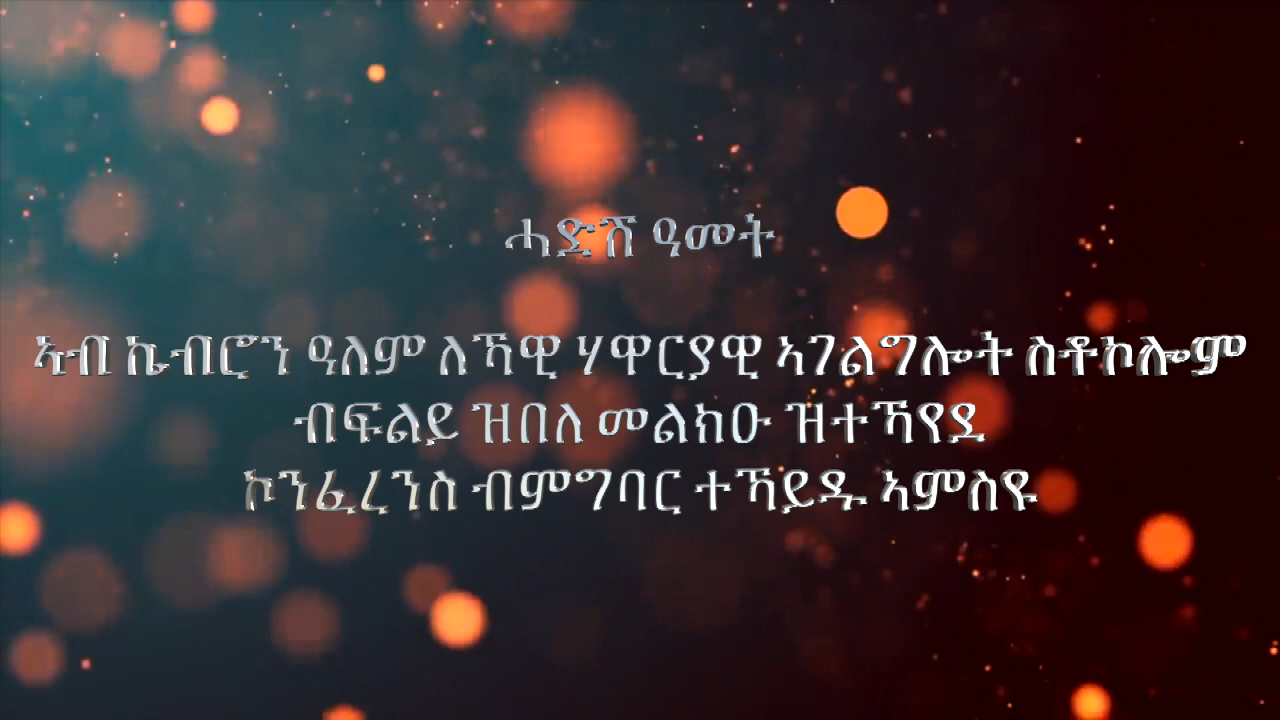 ሓድሽ ዓመት
ኣብ ኬብሮን ዓለም ለኻዊ ሃዋርያዊ ኣገልግሎት ስቶኮሎም
ብፍልይ ዝበለ መልክዑ ዝተኻየደ
ኮንፈረንስ ብምግባር ተኻይዱ ኣምስዩ